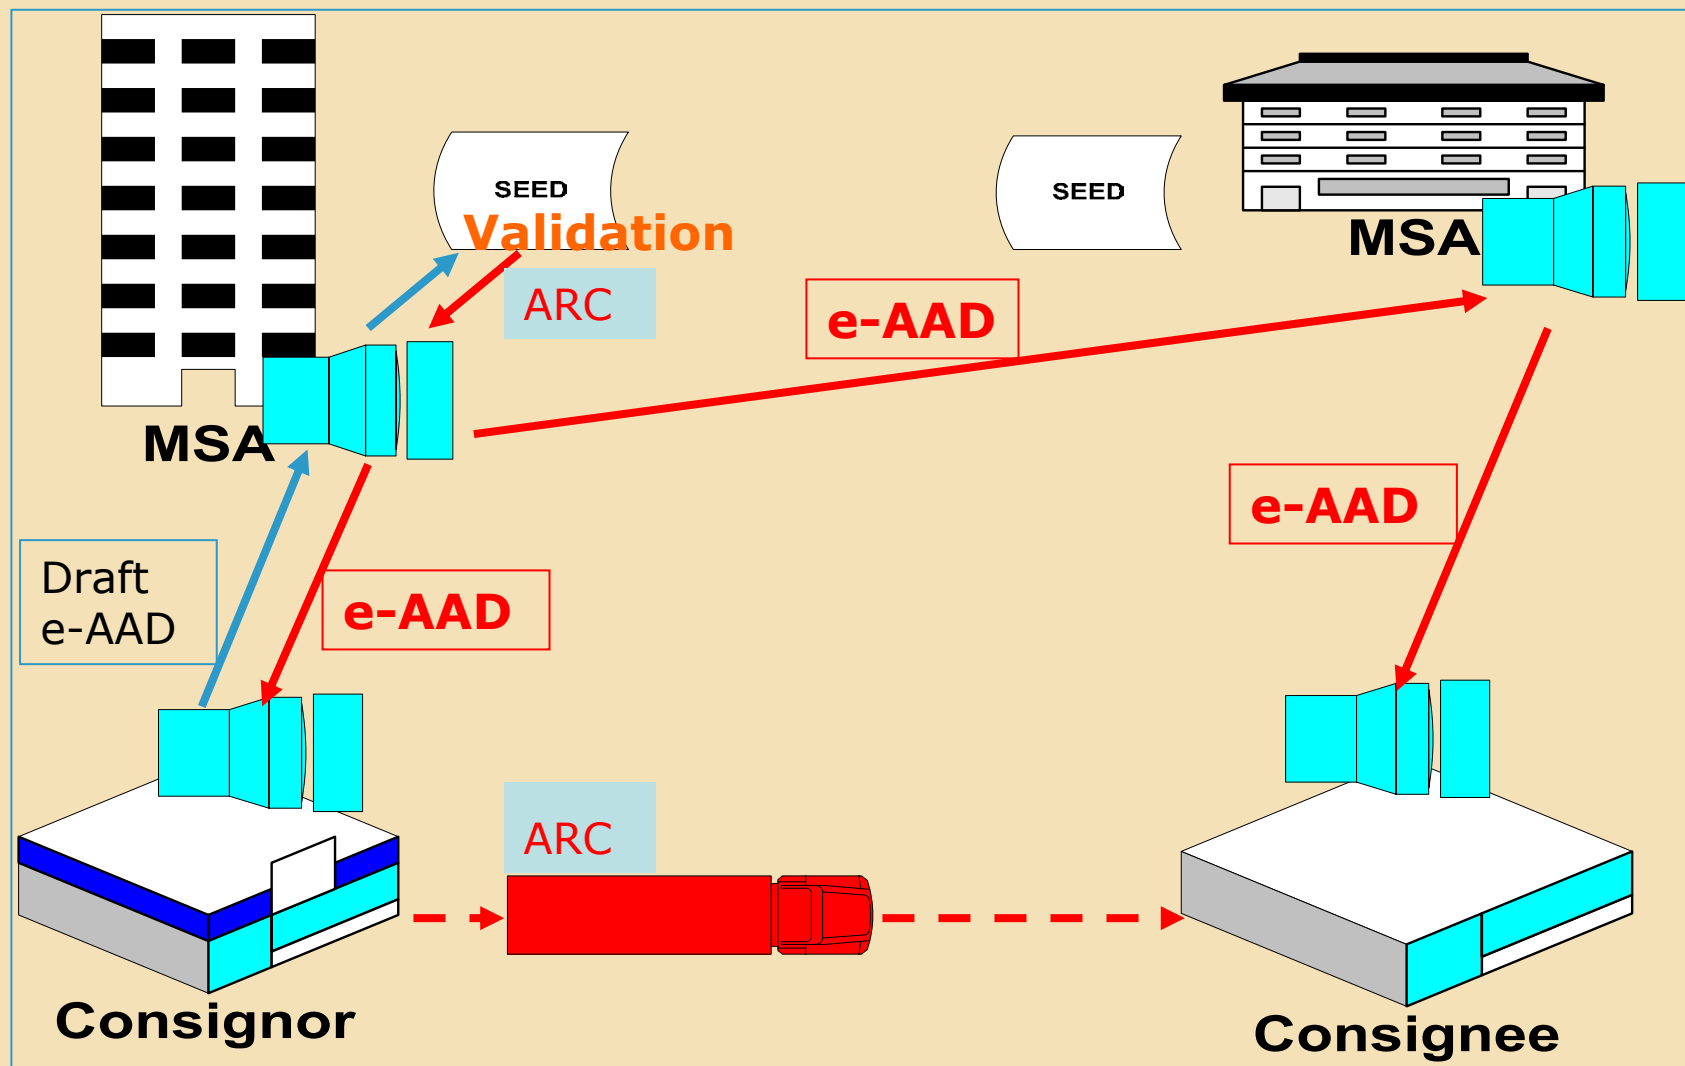 SEED
SEED
Validation
MSA
ARC
e-AAD
MSA
e-AAD
Draft
e-AAD
e-AAD
ARC
Consignor
Consignee